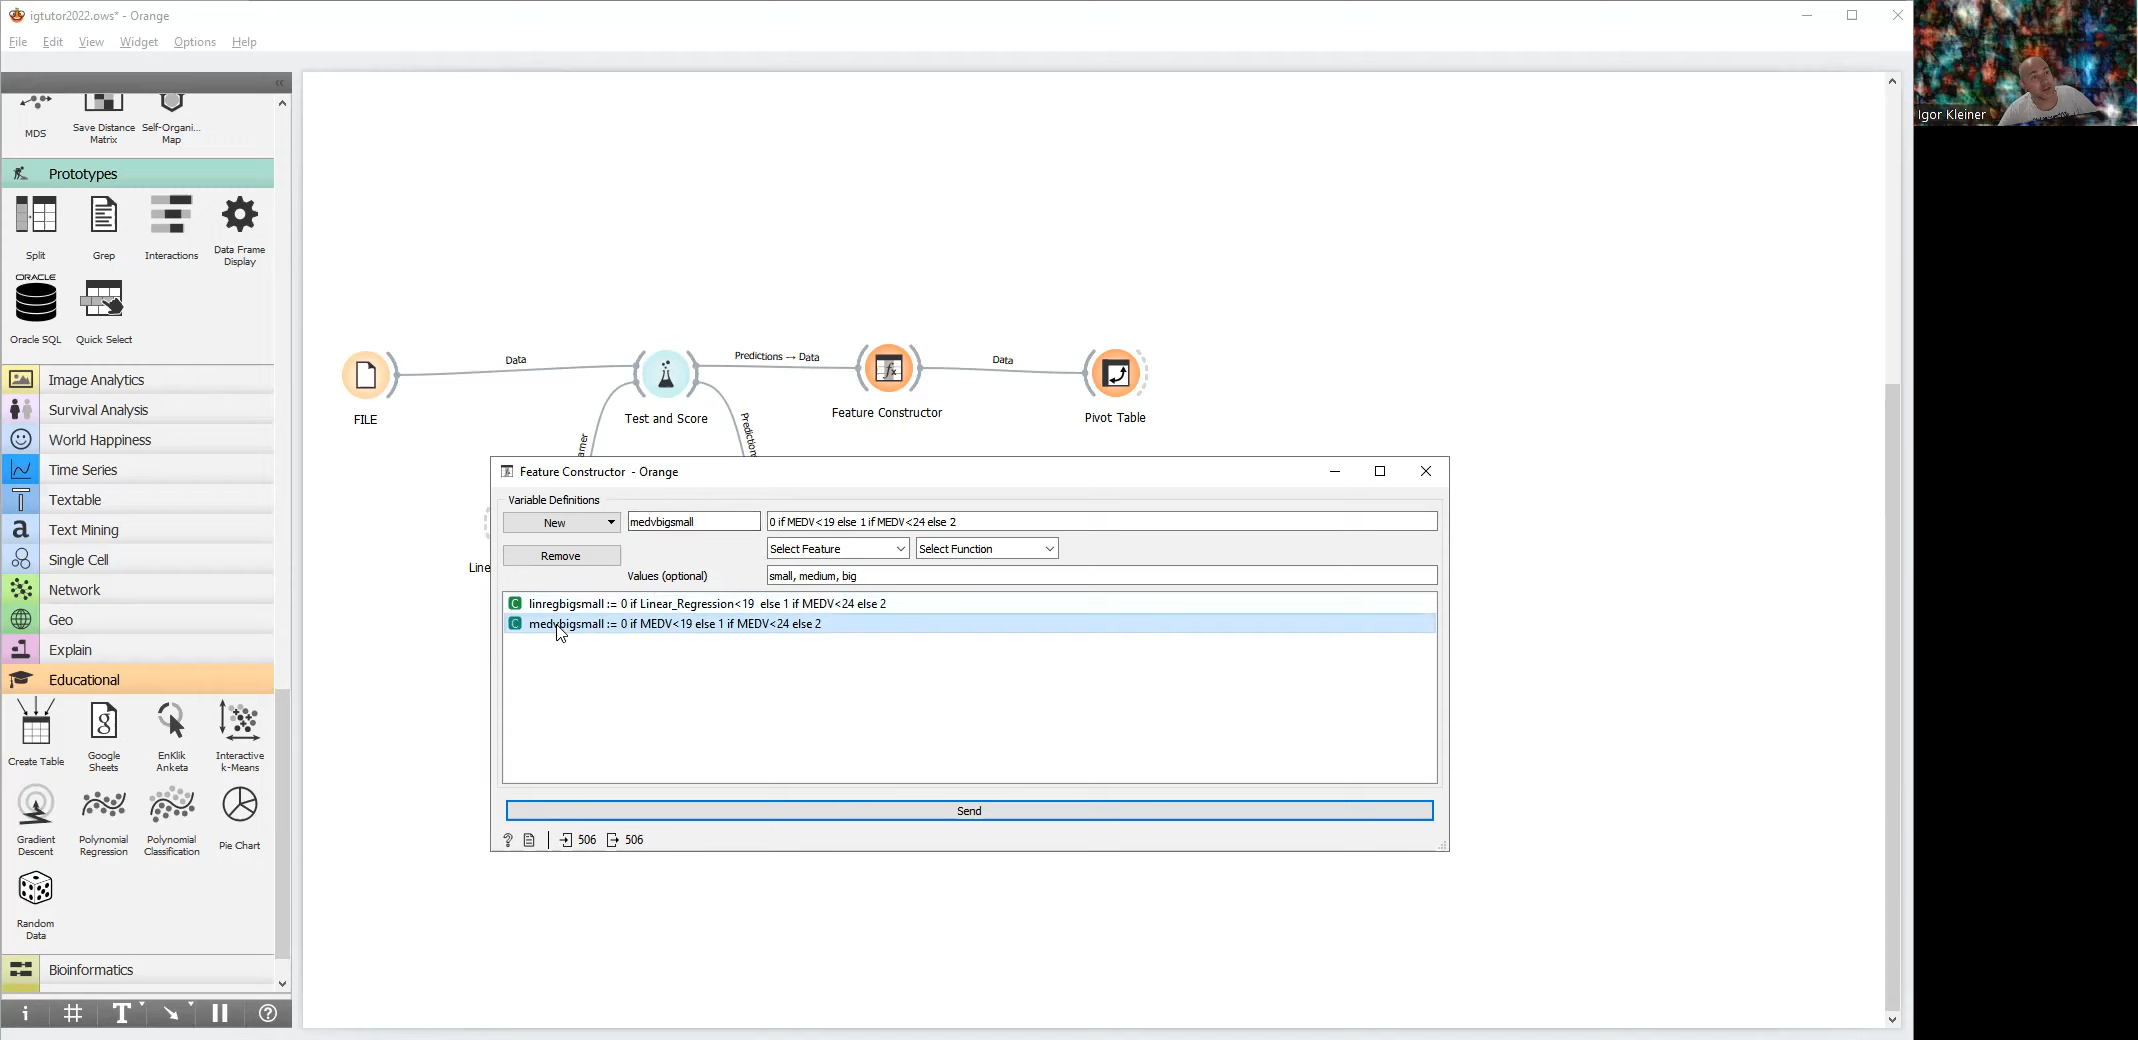 igtutor2022.ows* - Orange
File Edit View Widget Options Help
MDS
Save Distance Matrix
Self-Organi... Map
Prototypes
Split
Grep
Interactions
Data Frame Display
ORACLE
Oracle SQL
Quick Select
Image Analytics
Survival Analysis
World Happiness
Time Series
Textable
Text Mining
Single Cell
Network
Geo
Explain
Educational
Create Table
Google Sheets
EnKlik Anketa
Interactive k-Means
Gradient Descent
Polynomial Regression
Polynomial Classification
Pie Chart
Random Data
Bioinformatics
FILE
Data
Test and Score
Predictions → Data
Feature Constructor
Data
Pivot Table
Feature Constructor - Orange
Variable Definitions
New
medvbigsmall
0 if MEDV<19 else 1 if MEDV<24 else 2
Remove
Select Feature
Select Function
Values (optional)
small, medium, big
C linregbigsmall := 0 if Linear_Regression<19 else 1 if MEDV<24 else 2
C medvbigsmall := 0 if MEDV<19 else 1 if MEDV<24 else 2
Send
506
506
Igor Kleiner